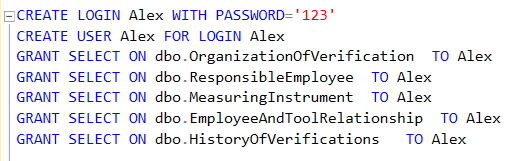 CREATE LOGIN Alex WITH PASSWORD='123'
CREATE USER Alex FOR LOGIN Alex
GRANT SELECT ON dbo.OrganizationOfVerification  TO Alex
GRANT SELECT ON dbo.ResponsibleEmployee  TO Alex
GRANT SELECT ON dbo.MeasuringInstrument  TO Alex
GRANT SELECT ON dbo.EmployeeAndToolRelationship  TO Alex
GRANT SELECT ON dbo.HistoryOfVerifications   TO Alex